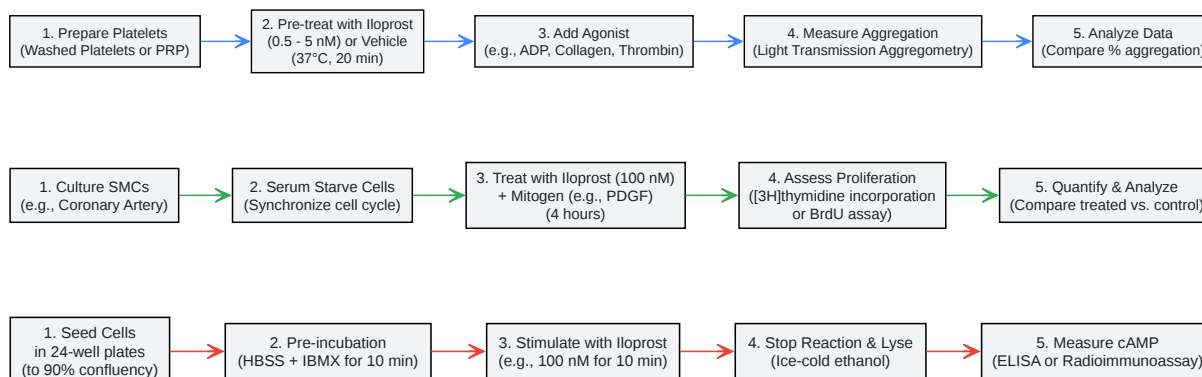 1. Prepare Platelets
(Washed Platelets or PRP)
2. Pre-treat with Iloprost
(0.5 - 5 nM) or Vehicle
(37°C, 20 min)
3. Add Agonist
(e.g., ADP, Collagen, Thrombin)
4. Measure Aggregation
(Light Transmission Aggregometry)
5. Analyze Data
(Compare % aggregation)
1. Culture SMCs
(e.g., Coronary Artery)
2. Serum Starve Cells
(Synchronize cell cycle)
3. Treat with Iloprost (100 nM)
+ Mitogen (e.g., PDGF)
(4 hours)
4. Assess Proliferation
([3H]thymidine incorporation
or BrdU assay)
5. Quantify & Analyze
(Compare treated vs. control)
1. Seed Cells
in 24-well plates
(to 90% confluency)
2. Pre-incubation
(HBSS + IBMX for 10 min)
3. Stimulate with Iloprost
(e.g., 100 nM for 10 min)
4. Stop Reaction & Lyse
(Ice-cold ethanol)
5. Measure cAMP
(ELISA or Radioimmunoassay)